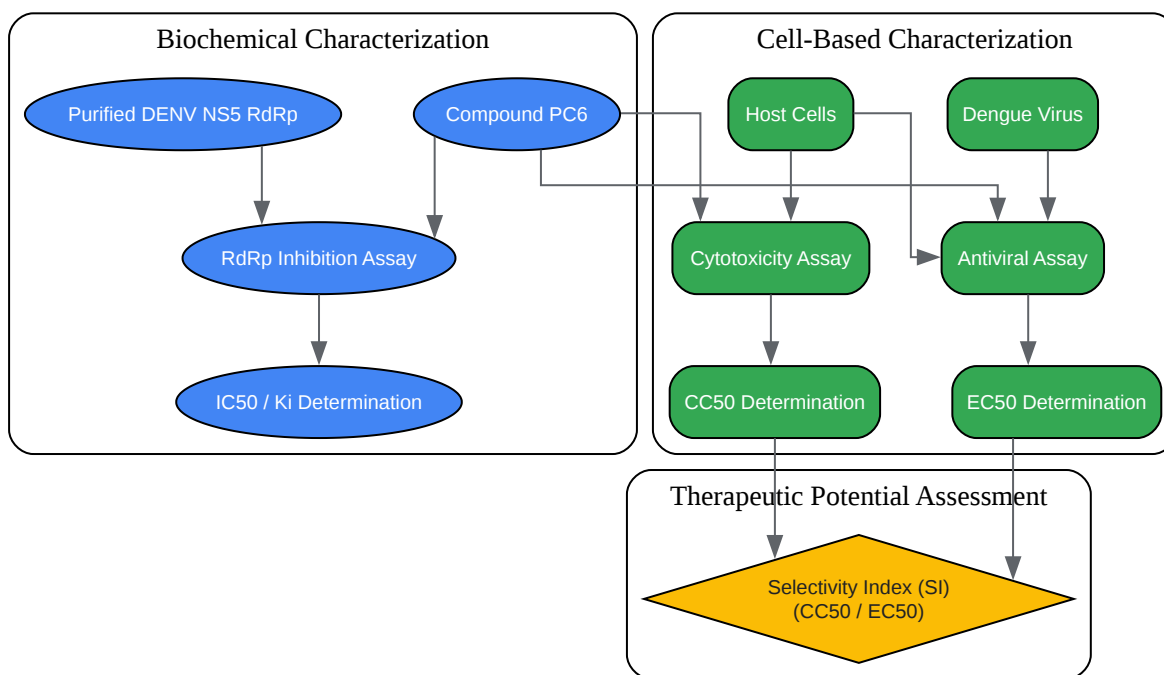 Biochemical Characterization
Cell-Based Characterization
Purified DENV NS5 RdRp
Compound PC6
Host Cells
Dengue Virus
RdRp Inhibition Assay
Cytotoxicity Assay
Antiviral Assay
IC50 / Ki Determination
CC50 Determination
EC50 Determination
Therapeutic Potential Assessment
Selectivity Index (SI)
(CC50 / EC50)